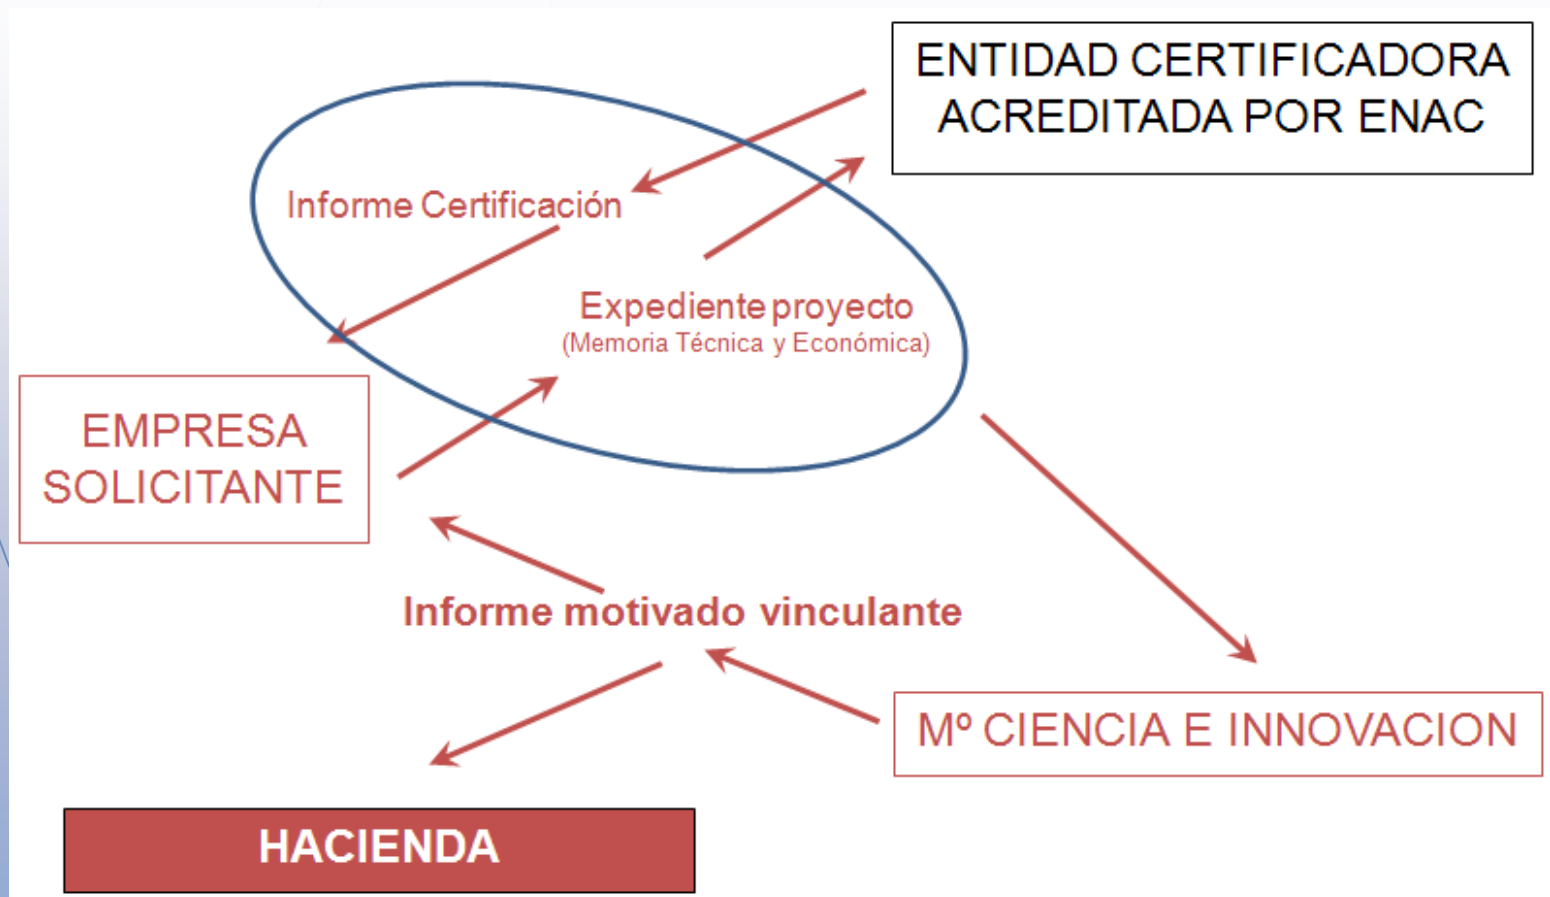 ENTIDAD CERTIFICADORA
ACREDITADA POR ENAC
Informe Certificación
Expediente proyecto
(Memoria Técnica y Económica)
EMPRESA
SOLICITANTE
Informe motivado vinculante
Mº CIENCIA E INNOVACION
HACIENDA